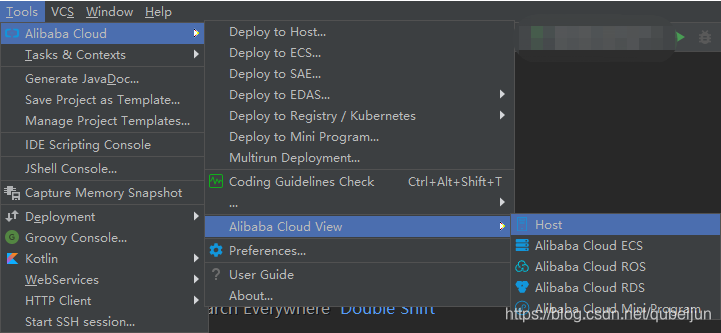 Tools VCS Window Help
Alibaba Cloud
Tasks & Contexts
Generate JavaDoc...
Save Project as Template...
Manage Project Templates...
IDE Scripting Console
JShell Console...
Capture Memory Snapshot
Deployment
Groovy Console...
Kotlin
WebServices
HTTP Client
Start SSH session...
Deploy to Host...
Deploy to ECS...
Deploy to SAE...
Deploy to EDAS...
Deploy to Registry / Kubernetes
Deploy to Mini Program...
Multirun Deployment...
Coding Guidelines Check Ctrl+Alt+Shift+T
...
Alibaba Cloud View
Preferences...
? User Guide
About...
Host
Alibaba Cloud ECS
Alibaba Cloud ROS
Alibaba Cloud RDS
Alibaba Cloud Mini Program
arch Everywhere Double Shift
https://blog.csdn.net/qubeijun